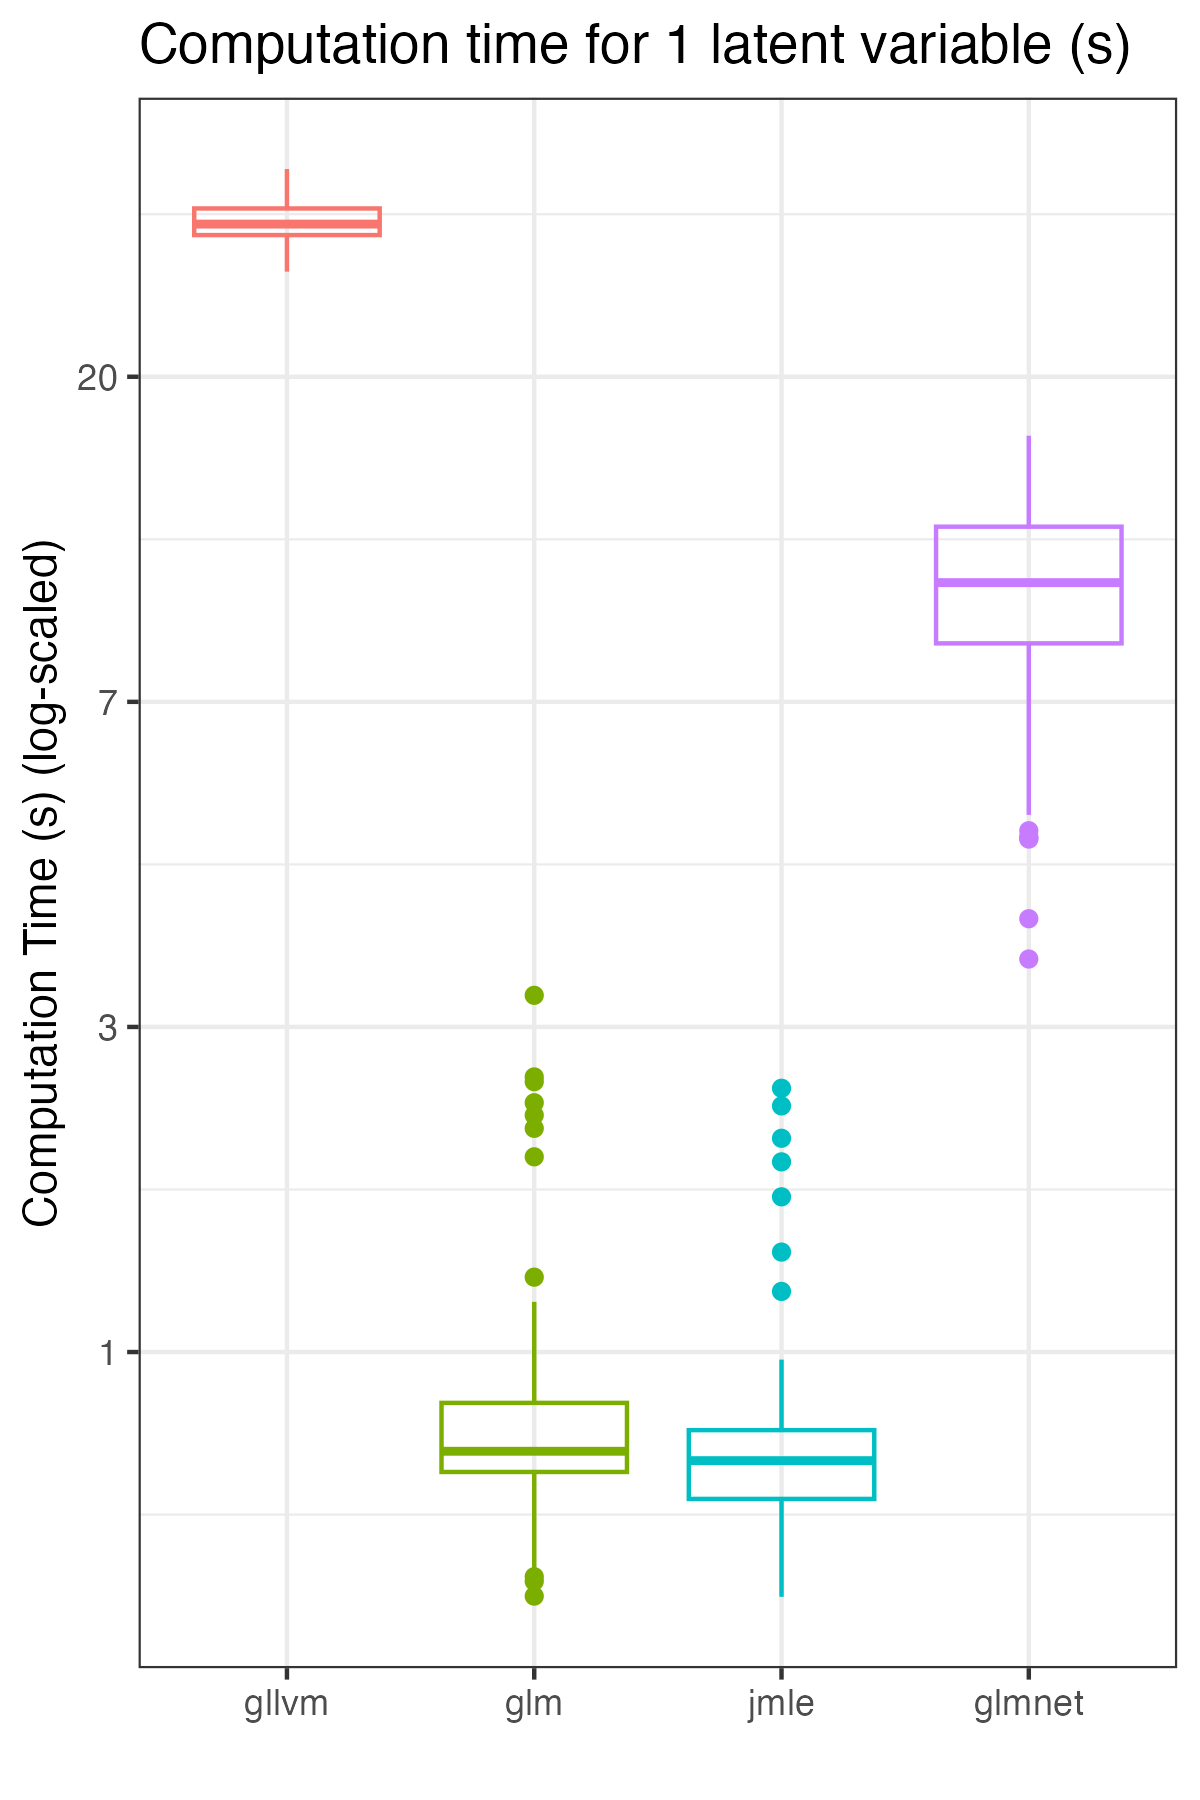 Computation time for 1 latent variable (s)
Computation Time (s) (log-scaled)
20
7
3
1
gllvm
glm
jmle
glmnet